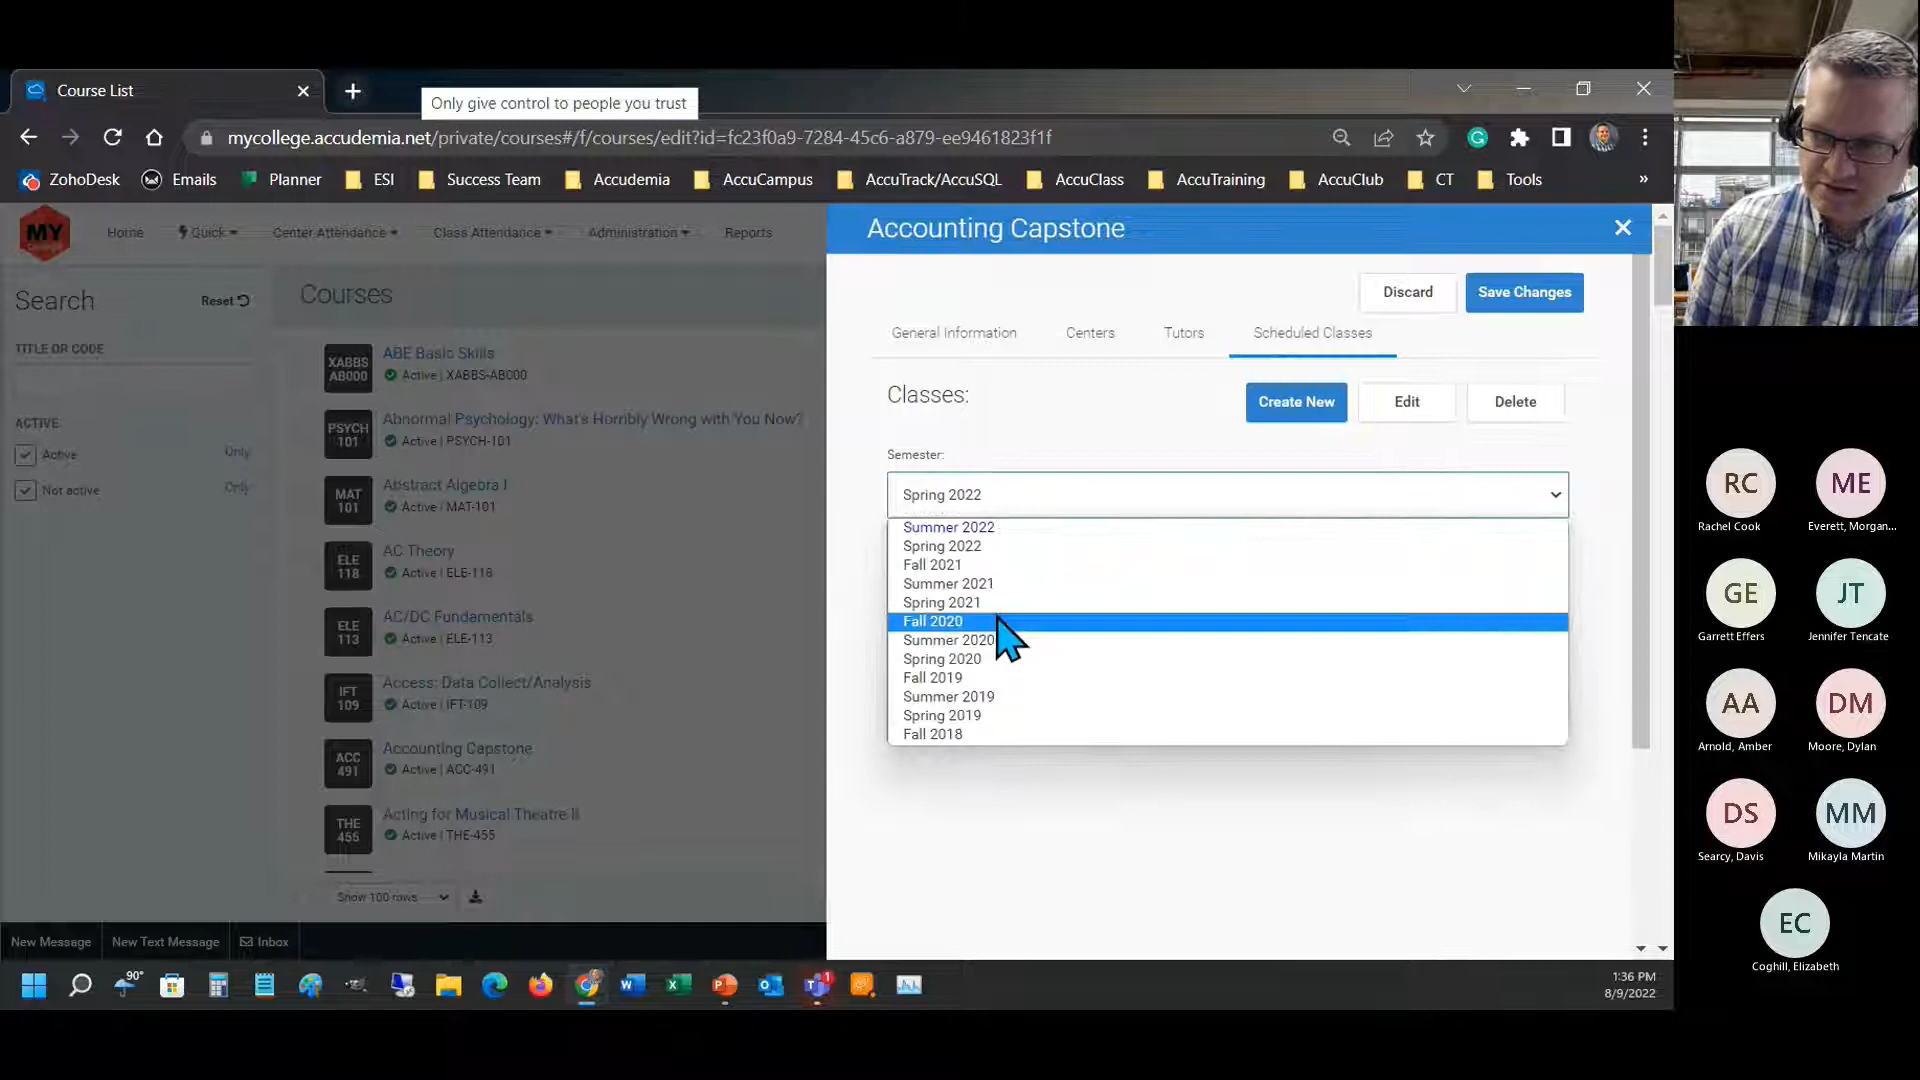 Course List
Only give control to people you trust
mycollege.accudemia.net/private/courses#/f/courses/edit?id=fc23f0a9-7284-45c6-a879-ee9461823f1f
ZohoDesk Emails Planner ESI Success Team Accudemia AccuCampus AccuTrack/AccuSQL AccuClass AccuTraining AccuClub CT Tools »
MY
Home Quick Center Attendance Class Attendance Administration Reports
Search Reset
TITLE OR CODE
ACTIVE
Active Only
Not active Only
Courses
XABBS AB000 ABE Basic Skills
Active | XABBS-AB000
PSYCH 101 Abnormal Psychology: What's Horribly Wrong with You Now?
Active | PSYCH-101
MAT 101 Abstract Algebra I
Active | MAT-101
ELE 118 AC Theory
Active | ELE-118
ELE 113 AC/DC Fundamentals
Active | ELE-113
IFT 109 Access: Data Collect/Analysis
Active | IFT-109
ACC 491 Accounting Capstone
Active | ACC-491
THE 455 Acting for Musical Theatre II
Active | THE-455
Show 100 rows
New Message New Text Message Inbox
Accounting Capstone
Discard Save Changes
General Information Centers Tutors Scheduled Classes
Classes: Create New Edit Delete
Semester:
Spring 2022
Summer 2022
Spring 2022
Fall 2021
Summer 2021
Spring 2021
Fall 2020
Summer 2020
Spring 2020
Fall 2019
Summer 2019
Spring 2019
Fall 2018
90°
1
1:36 PM
8/9/2022
RC ME
Rachel Cook Everett, Morgan...
GE JT
Garrett Effers Jennifer Tencate
AA DM
Arnold, Amber Moore, Dylan
DS MM
Searcy, Davis Mikayla Martin
EC
Coghill, Elizabeth